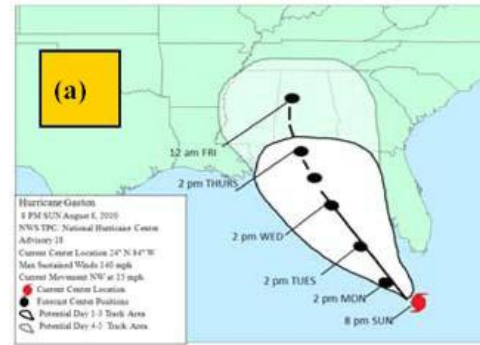 (a)
12 am FRI
2 pm THURS
2 pm WED
2 pm TUES
2 pm MON
8 pm SUN
Hurricane Gaston
8 PM SUN August 8, 2020
NWS TPC National Hurricane Center
Advisory 18
Current Center Location 24° N 84° W
Max Sustained Winds 140 mph
Current Movement NW at 15 mph
Current Center Location
Forecast Center Positions
Potential Day 1-3 Track Area
Potential Day 4-5 Track Area